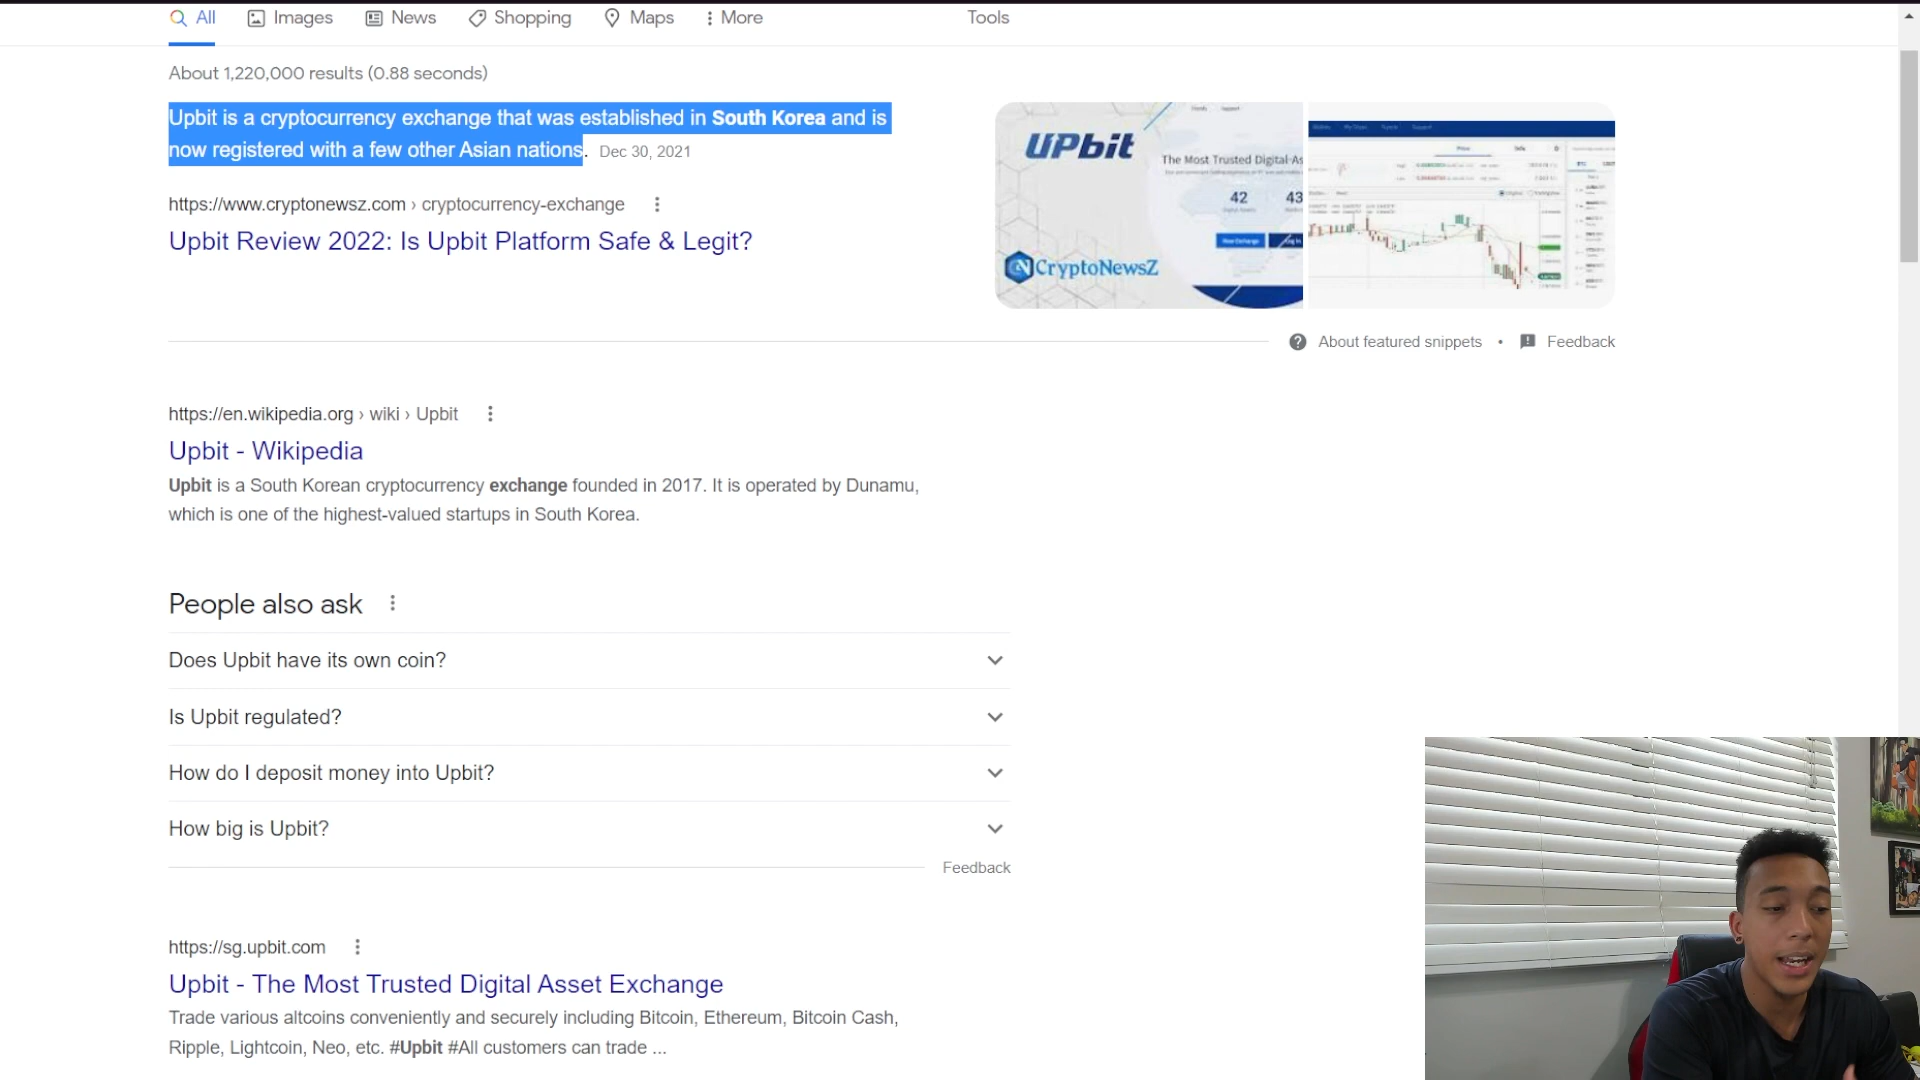 All Images News Shopping Maps More Tools
About 1,220,000 results (0.88 seconds)
Upbit is a cryptocurrency exchange that was established in South Korea and is
now registered with a few other Asian nations. Dec 30, 2021
https://www.cryptonewsz.com › cryptocurrency-exchange
Upbit Review 2022: Is Upbit Platform Safe & Legit?
UPbit
The Most Trusted Digital-As
42 43
CryptoNewsZ
About featured snippets • Feedback
https://en.wikipedia.org › wiki › Upbit
Upbit - Wikipedia
Upbit is a South Korean cryptocurrency exchange founded in 2017. It is operated by Dunamu,
which is one of the highest-valued startups in South Korea.
People also ask
Does Upbit have its own coin?
Is Upbit regulated?
How do I deposit money into Upbit?
How big is Upbit?
Feedback
https://sg.upbit.com
Upbit - The Most Trusted Digital Asset Exchange
Trade various altcoins conveniently and securely including Bitcoin, Ethereum, Bitcoin Cash,
Ripple, Lightcoin, Neo, etc. #Upbit #All customers can trade ...